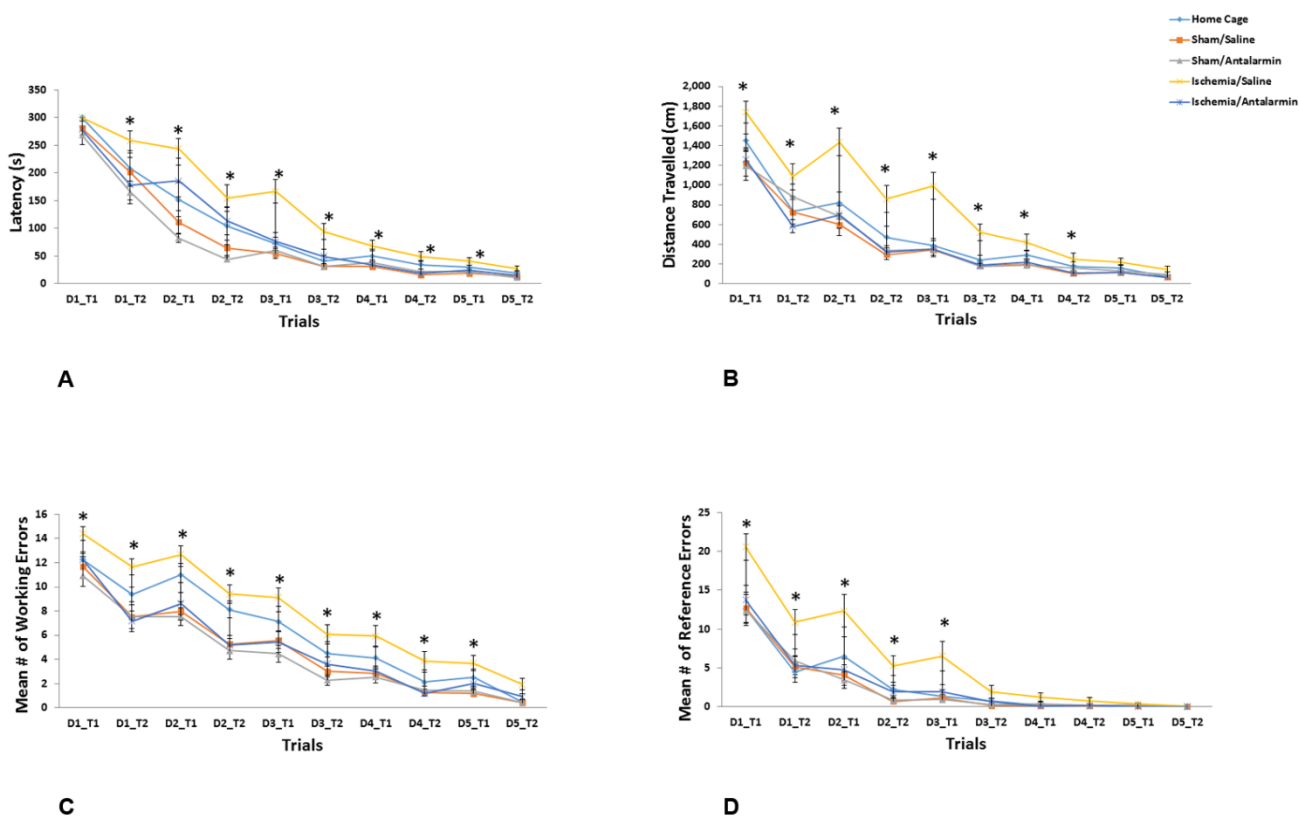 Home Cage
Sham/Saline
Sham/Antalarmin
Ischemia/Saline
Ischemia/Antalarmin
Latency (s)
350
300
250
200
150
100
50
0
* * * * * * * *
D1_T1 D1_T2 D2_T1 D2_T2 D3_T1 D3_T2 D4_T1 D4_T2 D5_T1 D5_T2
Trials
A
Distance Travelled (cm)
2,000
1,800
1,600
1,400
1,200
1,000
800
600
400
200
0
* * * * * * * *
D1_T1 D1_T2 D2_T1 D2_T2 D3_T1 D3_T2 D4_T1 D4_T2 D5_T1 D5_T2
Trials
B
Mean # of Working Errors
16
14
12
10
8
6
4
2
0
* * * * * * * * *
D1_T1 D1_T2 D2_T1 D2_T2 D3_T1 D3_T2 D4_T1 D4_T2 D5_T1 D5_T2
Trials
C
Mean # of Reference Errors
25
20
15
10
5
0
* * * * *
D1_T1 D1_T2 D2_T1 D2_T2 D3_T1 D3_T2 D4_T1 D4_T2 D5_T1 D5_T2
Trials
D